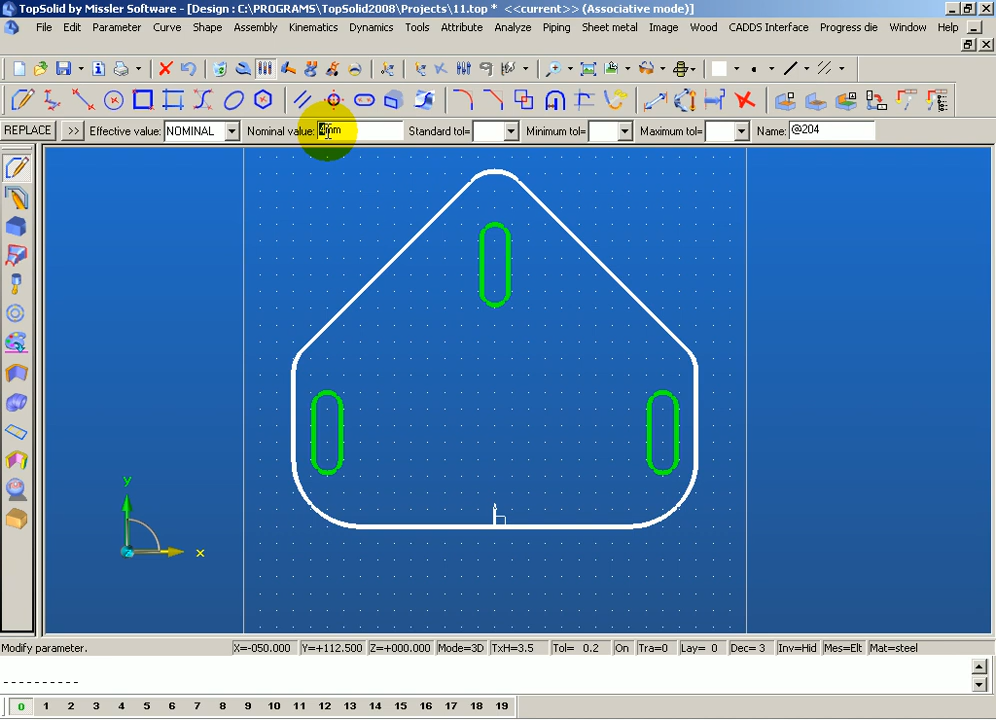 TopSolid by Missler Software - [Design : C:\PROGRAMS\TopSolid2008\Projects\11.top * <<current>> (Associative mode)]
File Edit Parameter Curve Shape Assembly Kinematics Dynamics Tools Attribute Analyze Piping Sheet metal Image Wood CADDS Interface Progress die Window Help
REPLACE >> Effective value: NOMINAL Nominal value: mm Standard tol= Minimum tol= Maximum tol= Name: @204
y
x
z
Modify parameter. X=-050.000 Y=+112.500 Z=+000.000 Mode=3D TxH=3.5 Tol= 0.2 On Tra=0 Lay= 0 Dec= 3 Inv=Hid Mes=Elt Mat=steel
----------
0 1 2 3 4 5 6 7 8 9 10 11 12 13 14 15 16 17 18 19